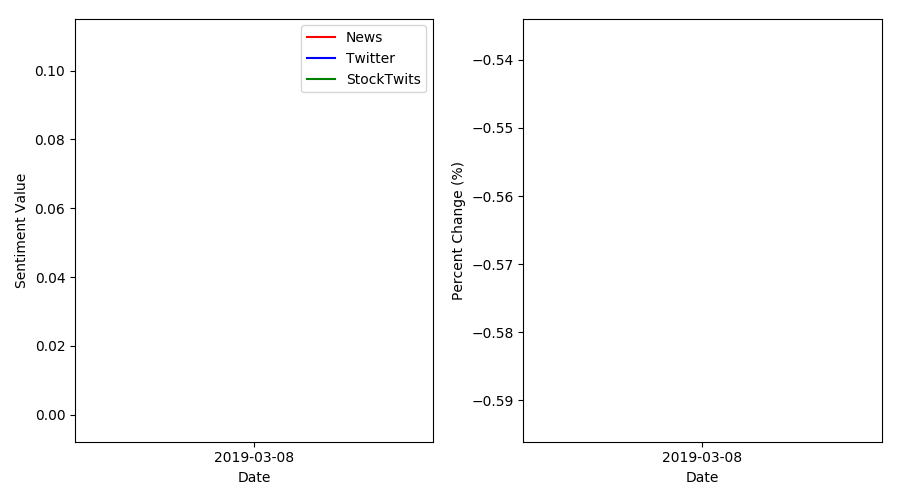 News
Twitter
StockTwits
0.10
0.08
0.06
0.04
0.02
0.00
Sentiment Value
2019-03-08
Date
−0.54
−0.55
−0.56
−0.57
−0.58
−0.59
Percent Change (%)
2019-03-08
Date